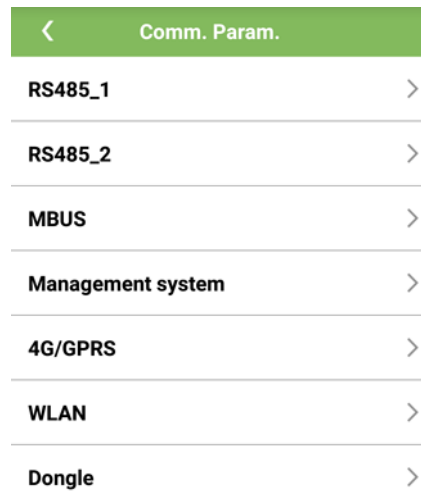 Comm. Param.
RS485_1
RS485_2
MBUS
Management system
4G/GPRS
WLAN
Dongle